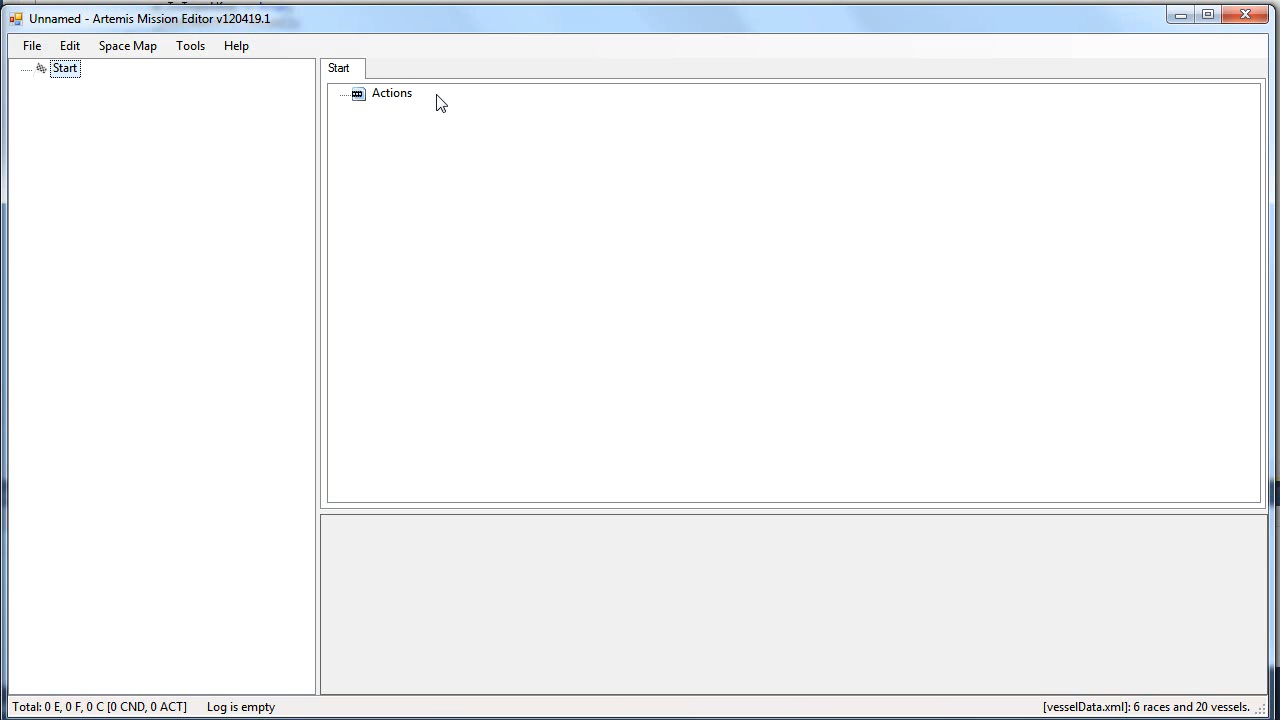 Unnamed - Artemis Mission Editor v120419.1
File Edit Space Map Tools Help
Start
Start
Actions
Total: 0 E, 0 F, 0 C [0 CND, 0 ACT] Log is empty [vesselData.xml]: 6 races and 20 vessels.